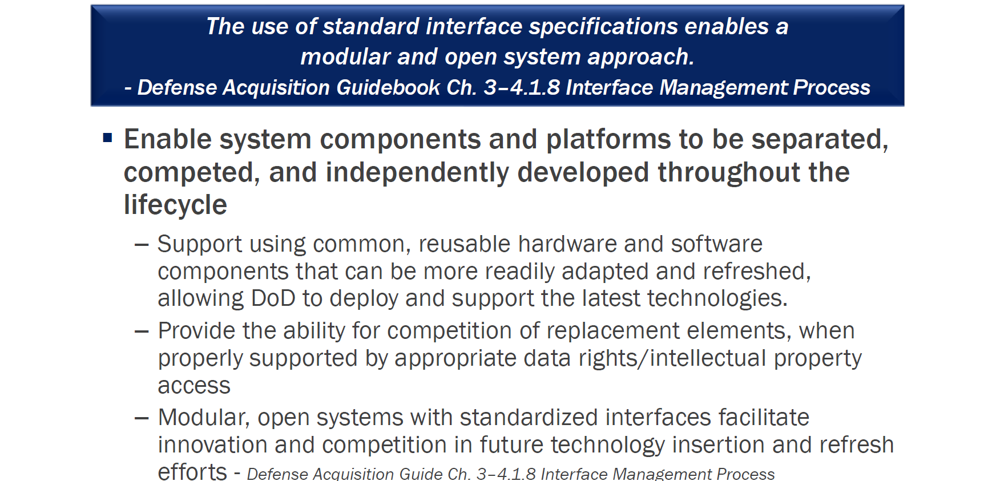 The use of standard interface specifications enables a
modular and open system approach.
- Defense Acquisition Guidebook Ch. 3–4.1.8 Interface Management Process
▪ Enable system components and platforms to be separated,
competed, and independently developed throughout the
lifecycle
– Support using common, reusable hardware and software
components that can be more readily adapted and refreshed,
allowing DoD to deploy and support the latest technologies.
– Provide the ability for competition of replacement elements, when
properly supported by appropriate data rights/intellectual property
access
– Modular, open systems with standardized interfaces facilitate
innovation and competition in future technology insertion and refresh
efforts - Defense Acquisition Guide Ch. 3–4.1.8 Interface Management Process